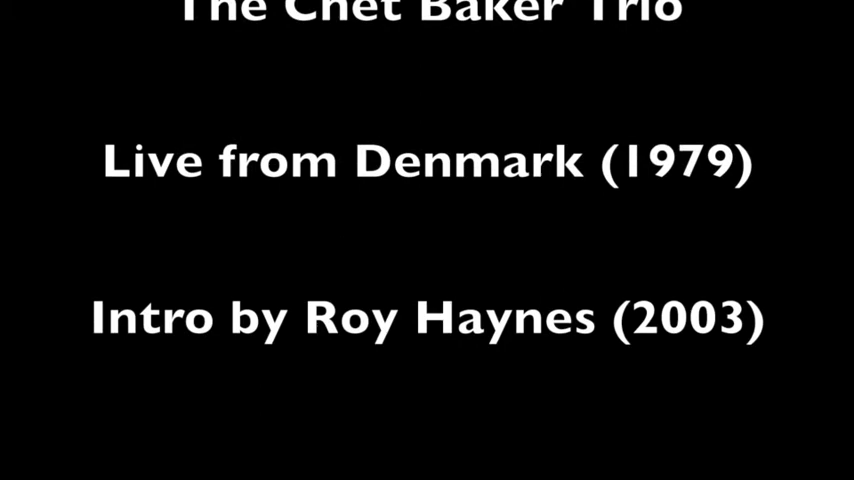 The Chet Baker Trio
Live from Denmark (1979)
Intro by Roy Haynes (2003)